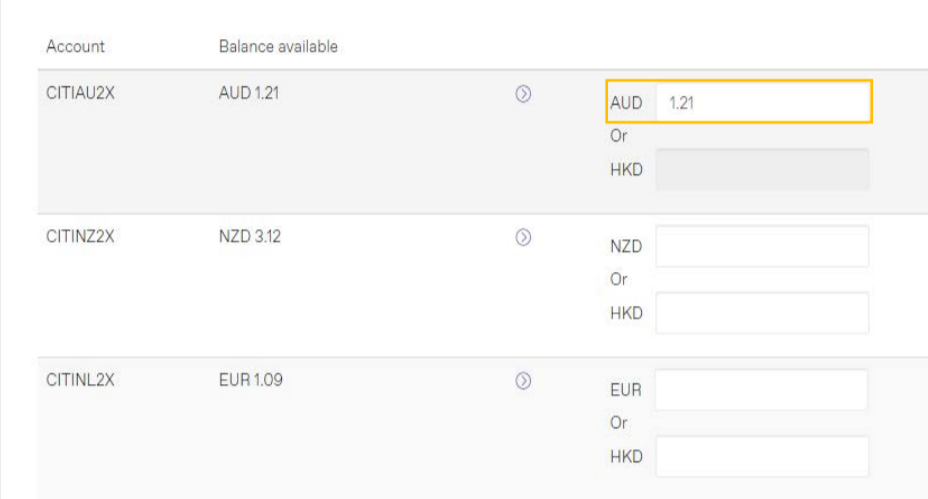 Account Balance available
CITIAU2X AUD 1.21 AUD 1.21
Or
HKD
CITINZ2X NZD 3.12 NZD
Or
HKD
CITINL2X EUR 1.09 EUR
Or
HKD